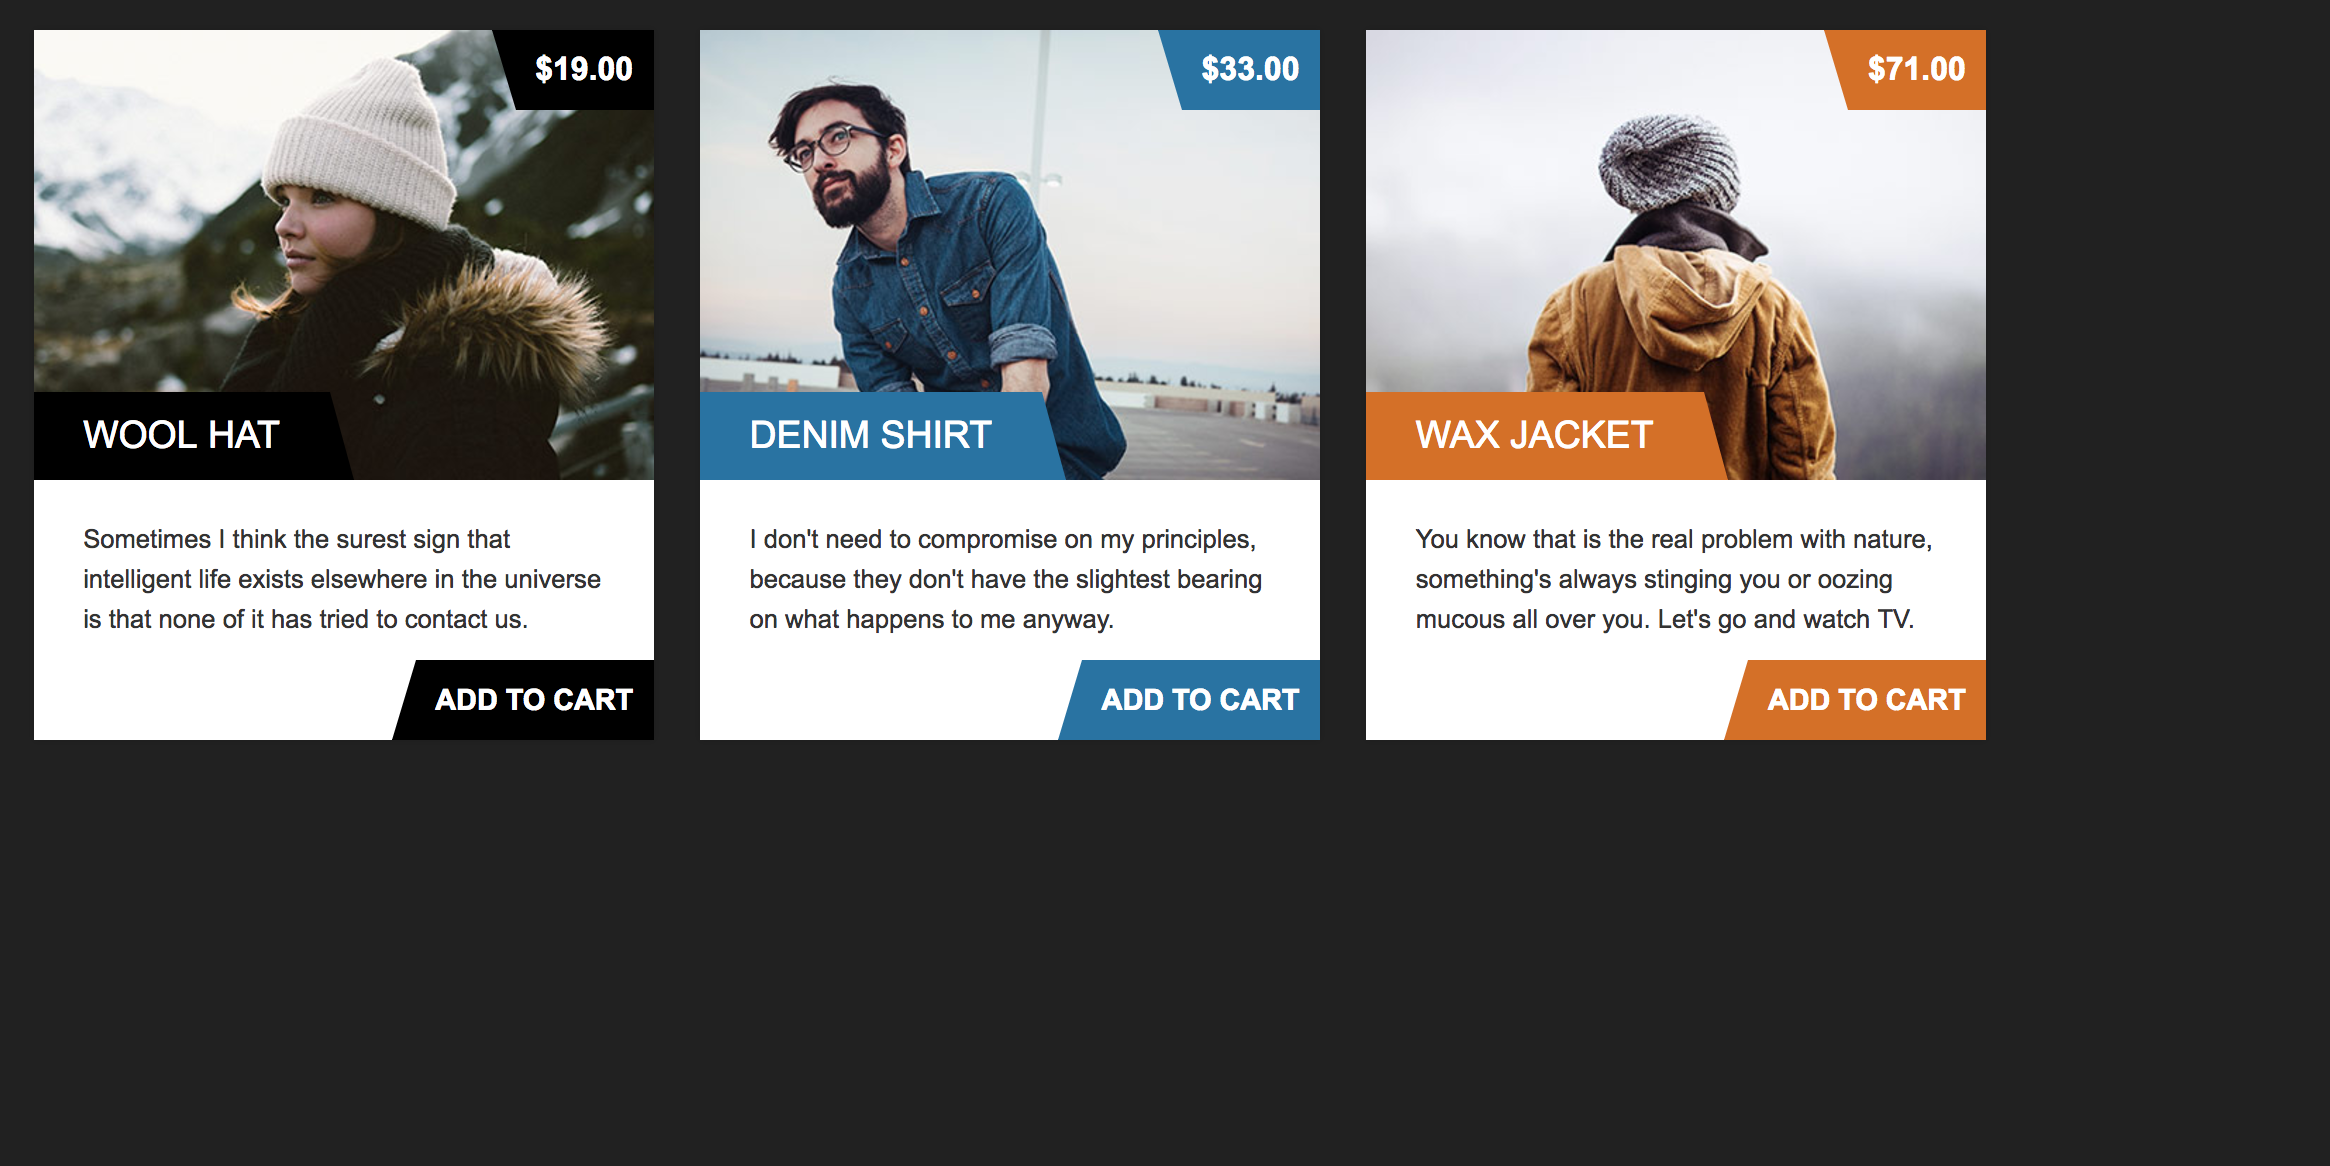 $19.00
WOOL HAT
Sometimes I think the surest sign that
intelligent life exists elsewhere in the universe
is that none of it has tried to contact us.
ADD TO CART
$33.00
DENIM SHIRT
I don't need to compromise on my principles,
because they don't have the slightest bearing
on what happens to me anyway.
ADD TO CART
$71.00
WAX JACKET
You know that is the real problem with nature,
something's always stinging you or oozing
mucous all over you. Let's go and watch TV.
ADD TO CART